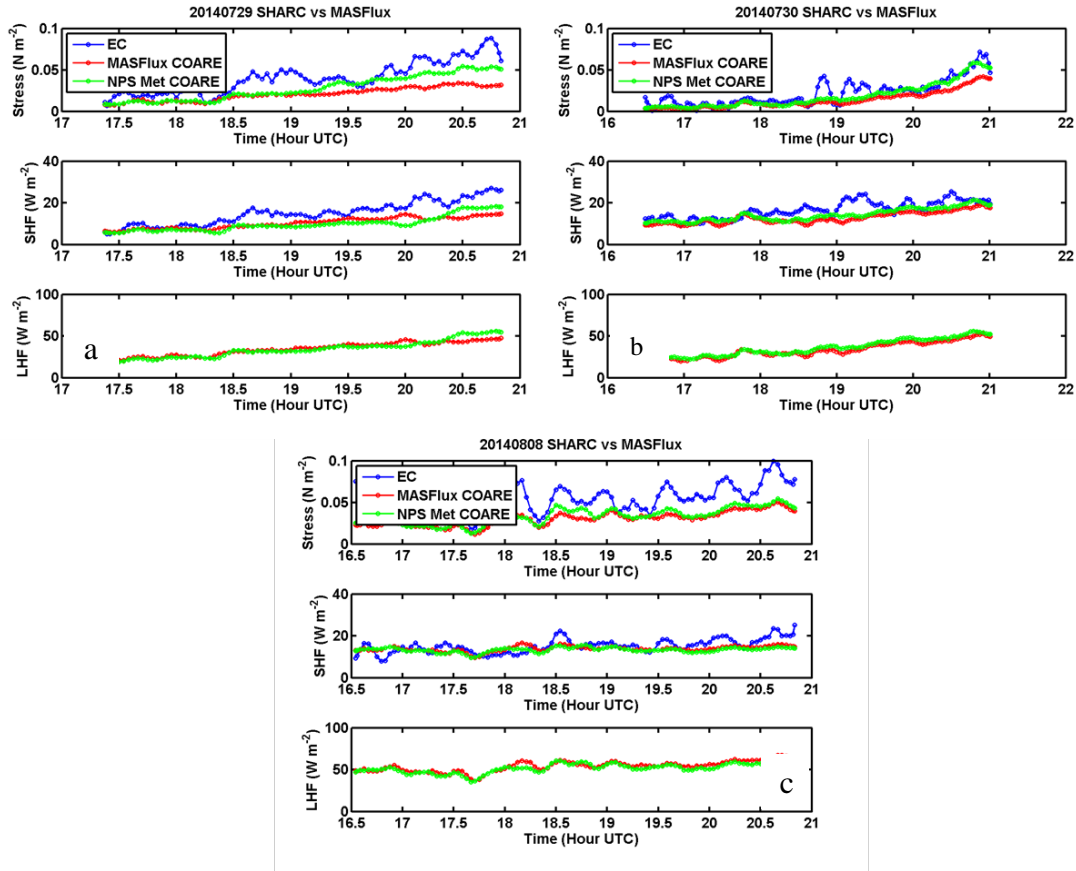 20140729 SHARC vs MASFlux
Stress (N m-2)
0.1
0.05
0
EC
MASFlux COARE
NPS Met COARE
17 17.5 18 18.5 19 19.5 20 20.5 21
Time (Hour UTC)
SHF (W m-2)
40
20
0
17 17.5 18 18.5 19 19.5 20 20.5 21
Time (Hour UTC)
LHF (W m-2)
100
50
0
a
17 17.5 18 18.5 19 19.5 20 20.5 21
Time (Hour UTC)
20140730 SHARC vs MASFlux
Stress (N m-2)
0.1
0.05
0
EC
MASFlux COARE
NPS Met COARE
16 17 18 19 20 21 22
Time (Hour UTC)
SHF (W m-2)
40
20
0
16 17 18 19 20 21 22
Time (Hour UTC)
LHF (W m-2)
100
50
0
b
16 17 18 19 20 21 22
Time (Hour UTC)
20140808 SHARC vs MASFlux
Stress (N m-2)
0.1
0.05
0
EC
MASFlux COARE
NPS Met COARE
16.5 17 17.5 18 18.5 19 19.5 20 20.5 21
Time (Hour UTC)
SHF (W m-2)
40
20
0
16.5 17 17.5 18 18.5 19 19.5 20 20.5 21
Time (Hour UTC)
LHF (W m-2)
100
50
0
c
16.5 17 17.5 18 18.5 19 19.5 20 20.5 21
Time (Hour UTC)